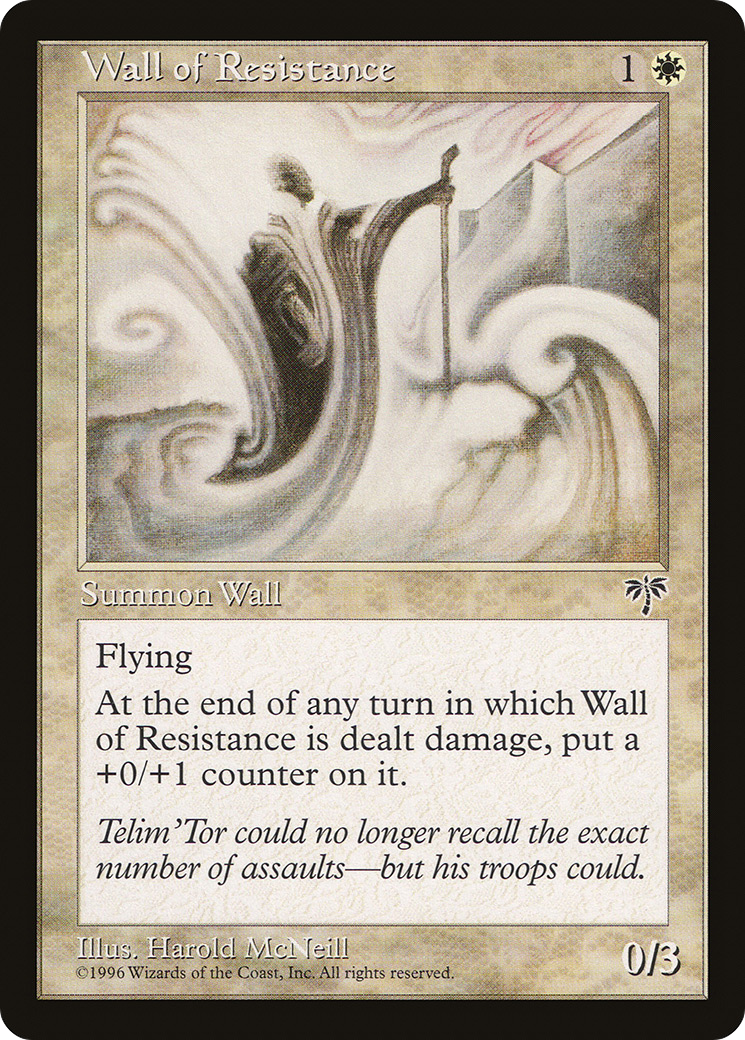 Wall of Resistance 1
Summon Wall
Flying
At the end of any turn in which Wall
of Resistance is dealt damage, put a
+0/+1 counter on it.
Telim'Tor could no longer recall the exact
number of assaults—but his troops could.
Illus. Harold McNeill
©1996 Wizards of the Coast, Inc. All rights reserved.
0/3